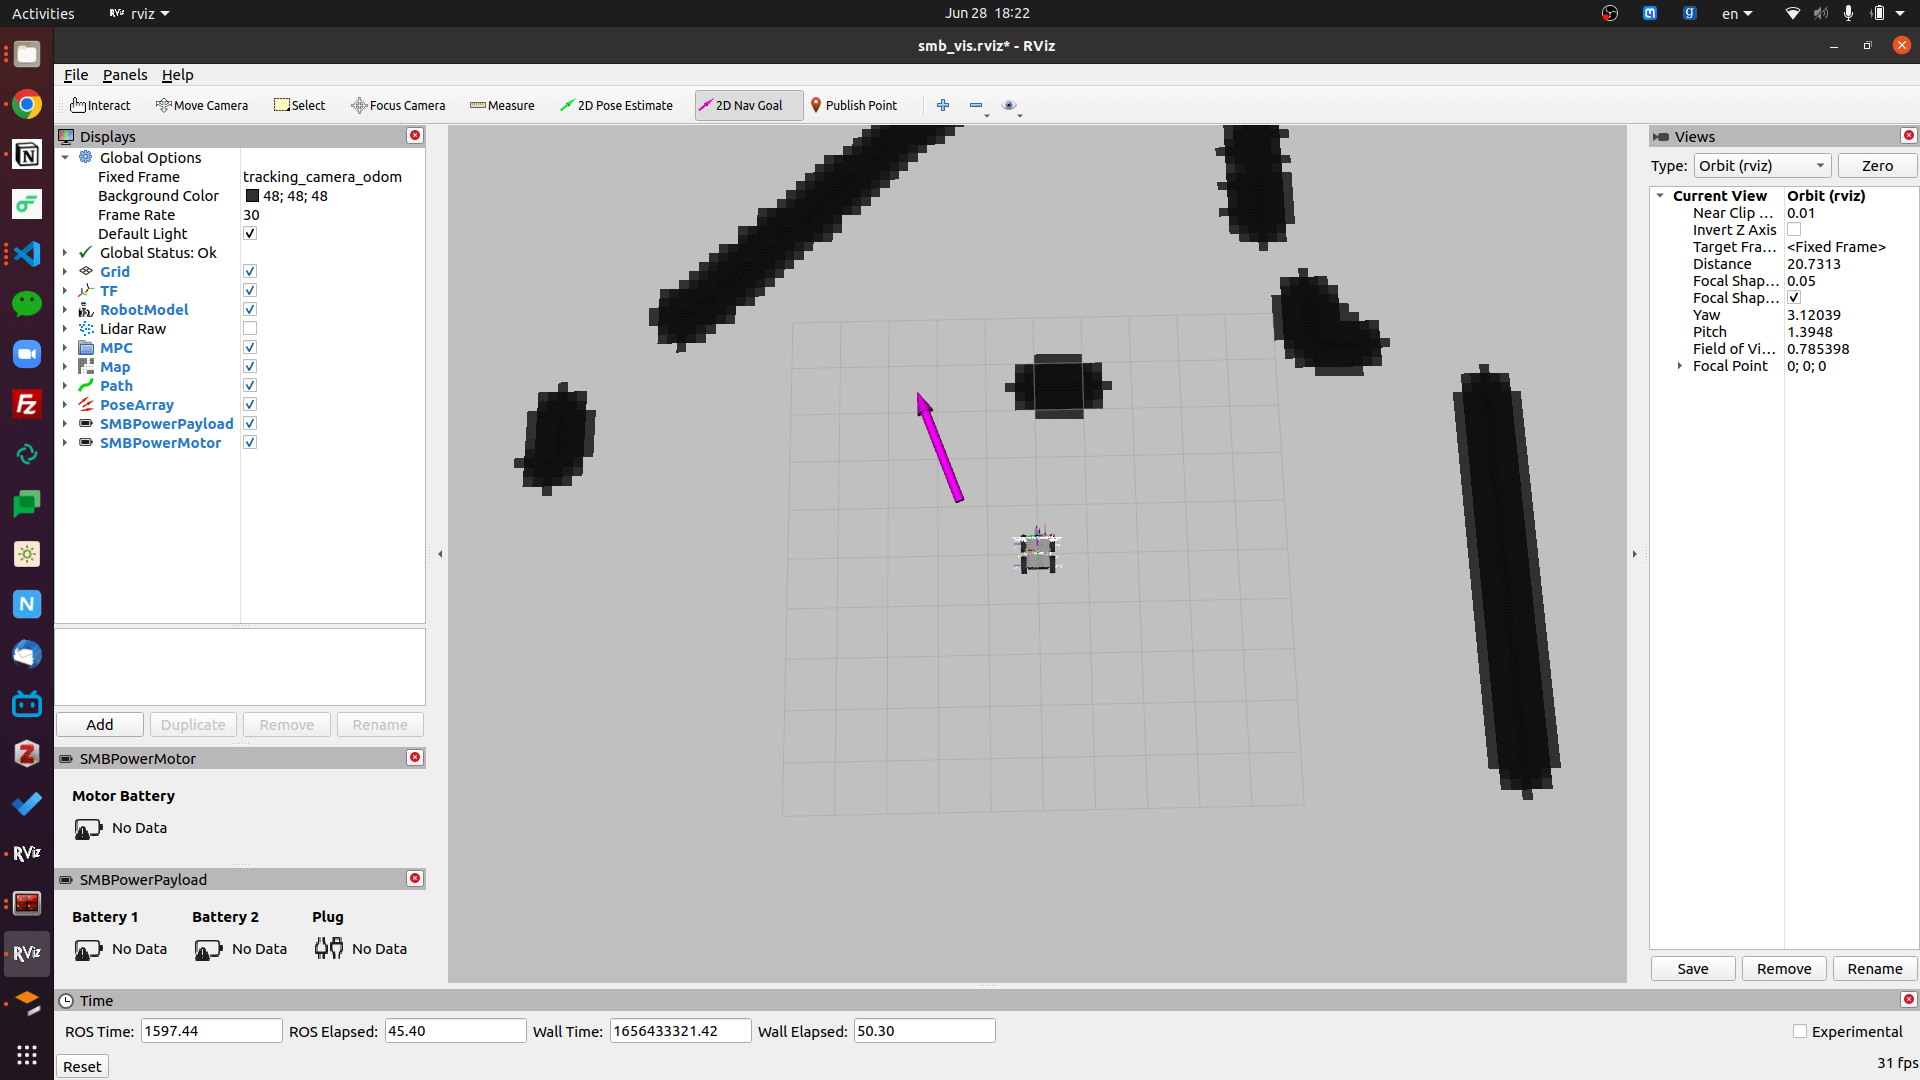 Activities
rviz
Jun 28 18:22
en
smb_vis.rviz* - RViz
File Panels Help
Interact Move Camera Select Focus Camera Measure 2D Pose Estimate 2D Nav Goal Publish Point
Displays
Global Options
Fixed Frame tracking_camera_odom
Background Color 48; 48; 48
Frame Rate 30
Default Light
Global Status: Ok
Grid
TF
RobotModel
Lidar Raw
MPC
Map
Path
PoseArray
SMBPowerPayload
SMBPowerMotor
Add Duplicate Remove Rename
SMBPowerMotor
Motor Battery
No Data
SMBPowerPayload
Battery 1 Battery 2 Plug
No Data No Data No Data
Views
Type: Orbit (rviz) Zero
Current View Orbit (rviz)
Near Clip ... 0.01
Invert Z Axis
Target Fra... <Fixed Frame>
Distance 20.7313
Focal Shap... 0.05
Focal Shap...
Yaw 3.12039
Pitch 1.3948
Field of Vi... 0.785398
Focal Point 0; 0; 0
Save Remove Rename
Time
ROS Time: 1597.44 ROS Elapsed: 45.40 Wall Time: 1656433321.42 Wall Elapsed: 50.30 Experimental
Reset 31 fps
RViz
RViz